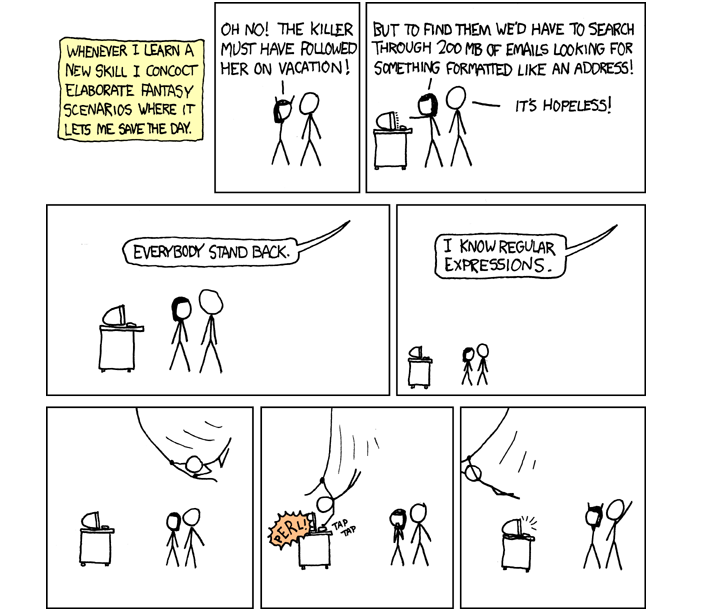 WHENEVER I LEARN A
NEW SKILL I CONCOCT
ELABORATE FANTASY
SCENARIOS WHERE IT
LETS ME SAVE THE DAY.
OH NO! THE KILLER
MUST HAVE FOLLOWED
HER ON VACATION!
BUT TO FIND THEM WE'D HAVE TO SEARCH
THROUGH 200 MB OF EMAILS LOOKING FOR
SOMETHING FORMATTED LIKE AN ADDRESS!
IT'S HOPELESS!
EVERYBODY STAND BACK.
I KNOW REGULAR
EXPRESSIONS.
PERL!
TAP
TAP